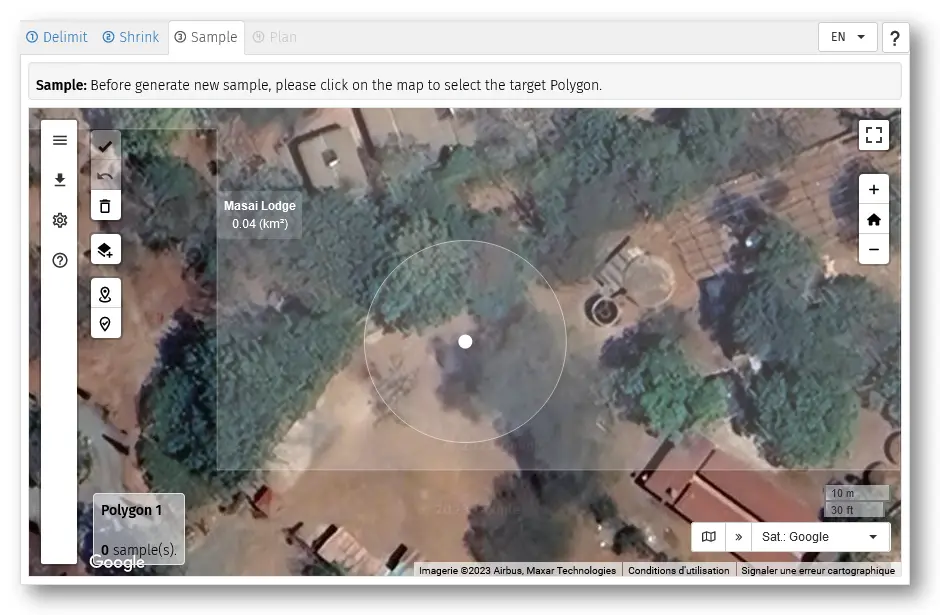 ① Delimit ② Shrink ③ Sample ④ Plan EN ?
Sample: Before generate new sample, please click on the map to select the target Polygon.
Masai Lodge
0.04 (km²)
10 m
30 ft
Polygon 1
0 sample(s).
Google
» Sat.: Google
Imagerie ©2023 Airbus, Maxar Technologies Conditions d'utilisation Signaler une erreur cartographique